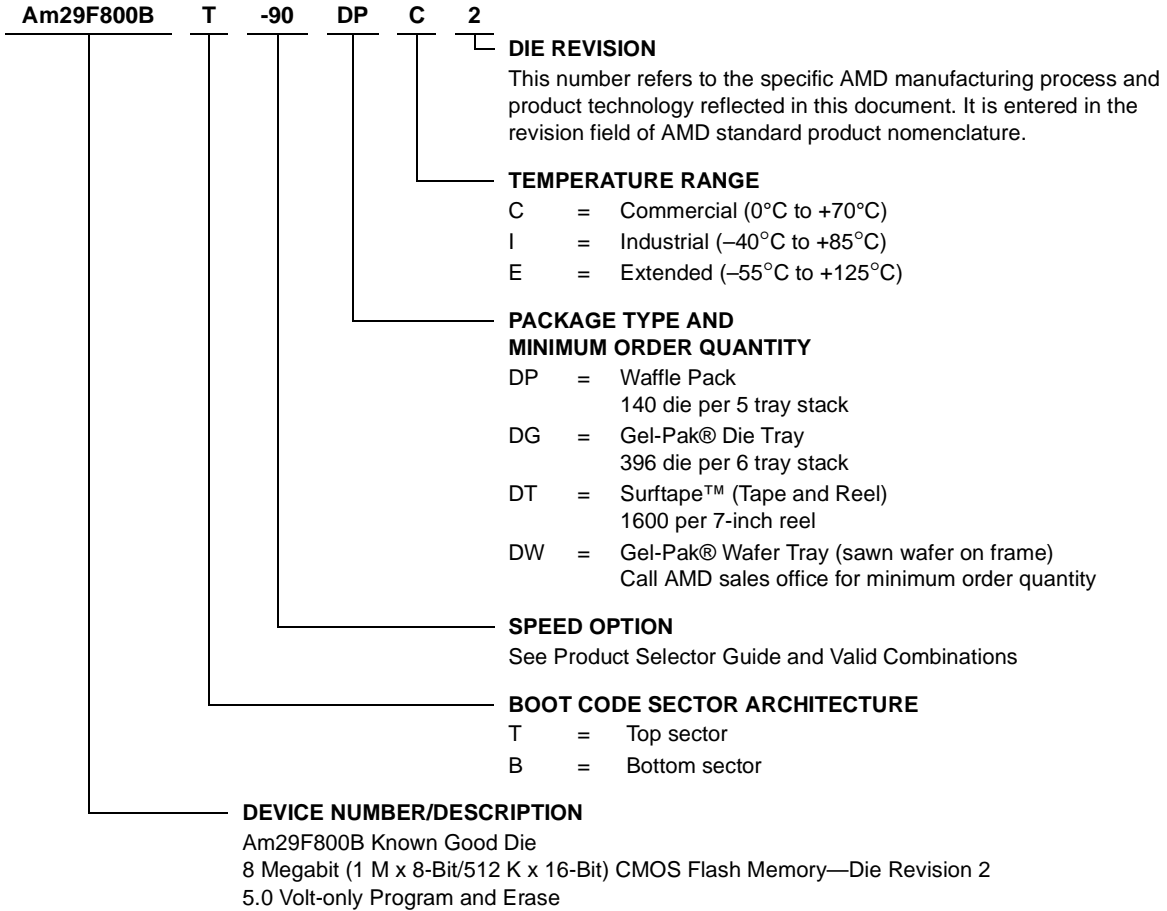 Am29F800B T -90 DP C 2
DIE REVISION
This number refers to the specific AMD manufacturing process and
product technology reflected in this document. It is entered in the
revision field of AMD standard product nomenclature.
TEMPERATURE RANGE
C = Commercial (0°C to +70°C)
I = Industrial (–40°C to +85°C)
E = Extended (–55°C to +125°C)
PACKAGE TYPE AND
MINIMUM ORDER QUANTITY
DP = Waffle Pack
140 die per 5 tray stack
DG = Gel-Pak® Die Tray
396 die per 6 tray stack
DT = Surftape™ (Tape and Reel)
1600 per 7-inch reel
DW = Gel-Pak® Wafer Tray (sawn wafer on frame)
Call AMD sales office for minimum order quantity
SPEED OPTION
See Product Selector Guide and Valid Combinations
BOOT CODE SECTOR ARCHITECTURE
T = Top sector
B = Bottom sector
DEVICE NUMBER/DESCRIPTION
Am29F800B Known Good Die
8 Megabit (1 M x 8-Bit/512 K x 16-Bit) CMOS Flash Memory—Die Revision 2
5.0 Volt-only Program and Erase